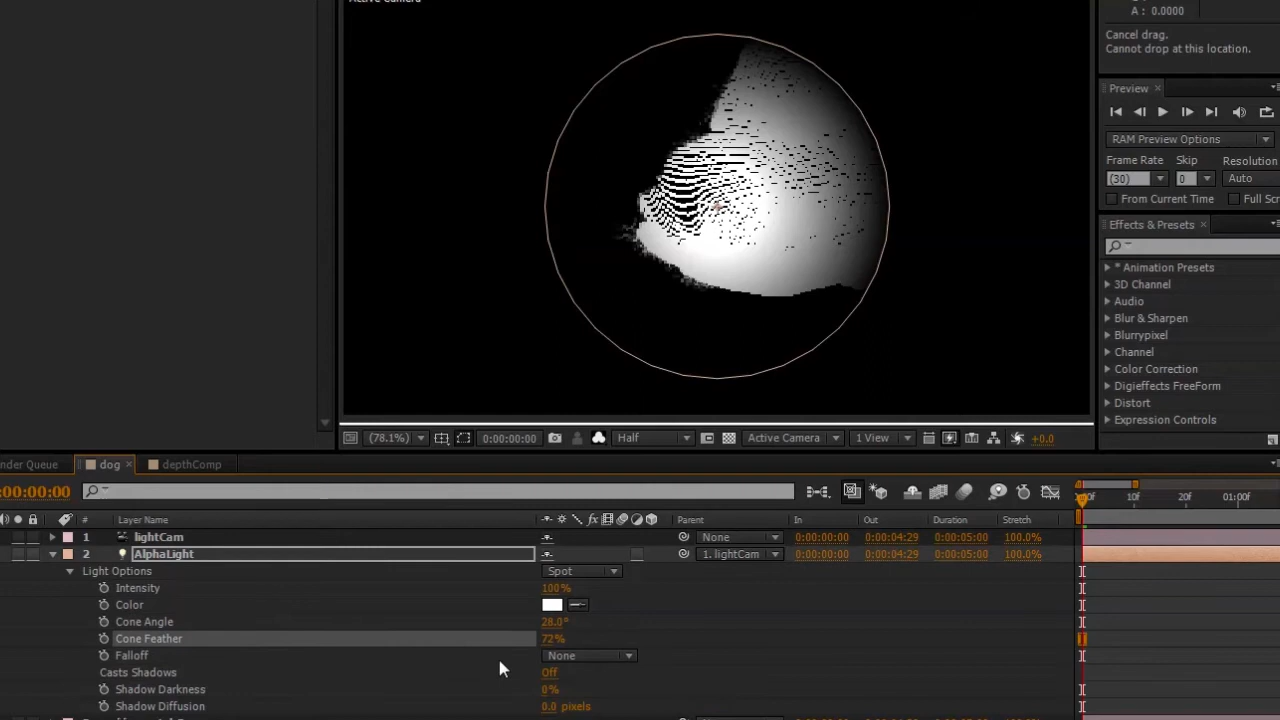 A : 0.0000
Cancel drag.
Cannot drop at this location.
Preview ×
RAM Preview Options
Frame Rate Skip Resolution
(30) 0 Auto
From Current Time Full Scr
Effects & Presets ×
* Animation Presets
3D Channel
Audio
Blur & Sharpen
Blurrypixel
Channel
Color Correction
Digieffects FreeForm
Distort
Expression Controls
(78.1%) 0:00:00:00 Half Active Camera 1 View +0.0
nder Queue dog × depthComp
:00:00:00 00f 10f 20f 01:00f
# Layer Name fx Parent In Out Duration Stretch
1 lightCam None 0:00:00:00 0:00:04:29 0:00:05:00 100.0%
2 AlphaLight 1. lightCam 0:00:00:00 0:00:04:29 0:00:05:00 100.0%
Light Options Spot
Intensity 100%
Color
Cone Angle 28.0°
Cone Feather 72%
Falloff None
Casts Shadows Off
Shadow Darkness 0%
Shadow Diffusion 0.0 pixels